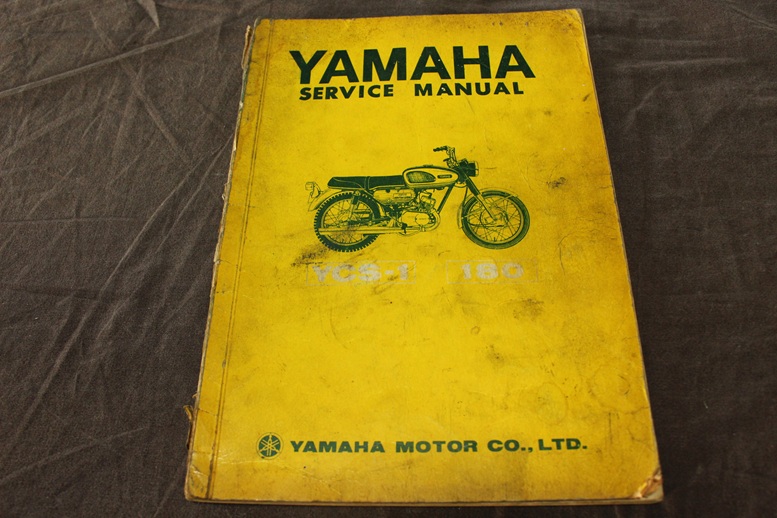 YAMAHA
SERVICE MANUAL
YCS-1 180
YAMAHA MOTOR CO., LTD.